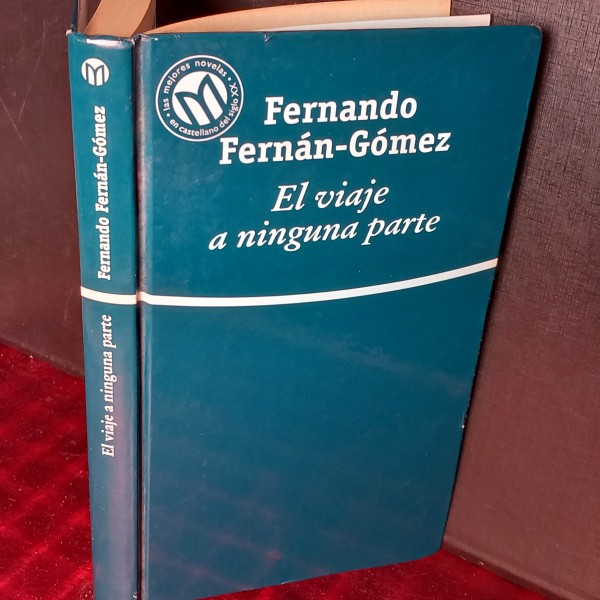 M
Fernando Fernán-Gómez
El viaje a ninguna parte
• las mejores novelas •
en castellano del siglo XX
M
Fernando
Fernán-Gómez
El viaje
a ninguna parte